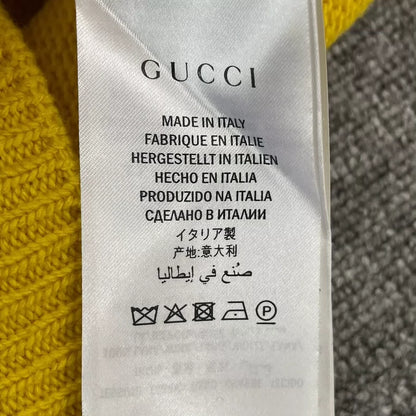 GUCCI
MADE IN ITALY
FABRIQUE EN ITALIE
HERGESTELLT IN ITALIEN
HECHO EN ITALIA
PRODUZIDO NA ITALIA
СДЕЛАНО В ИТАЛИИ
イタリア製
产地:意大利
صُنع في إيطاليا
P